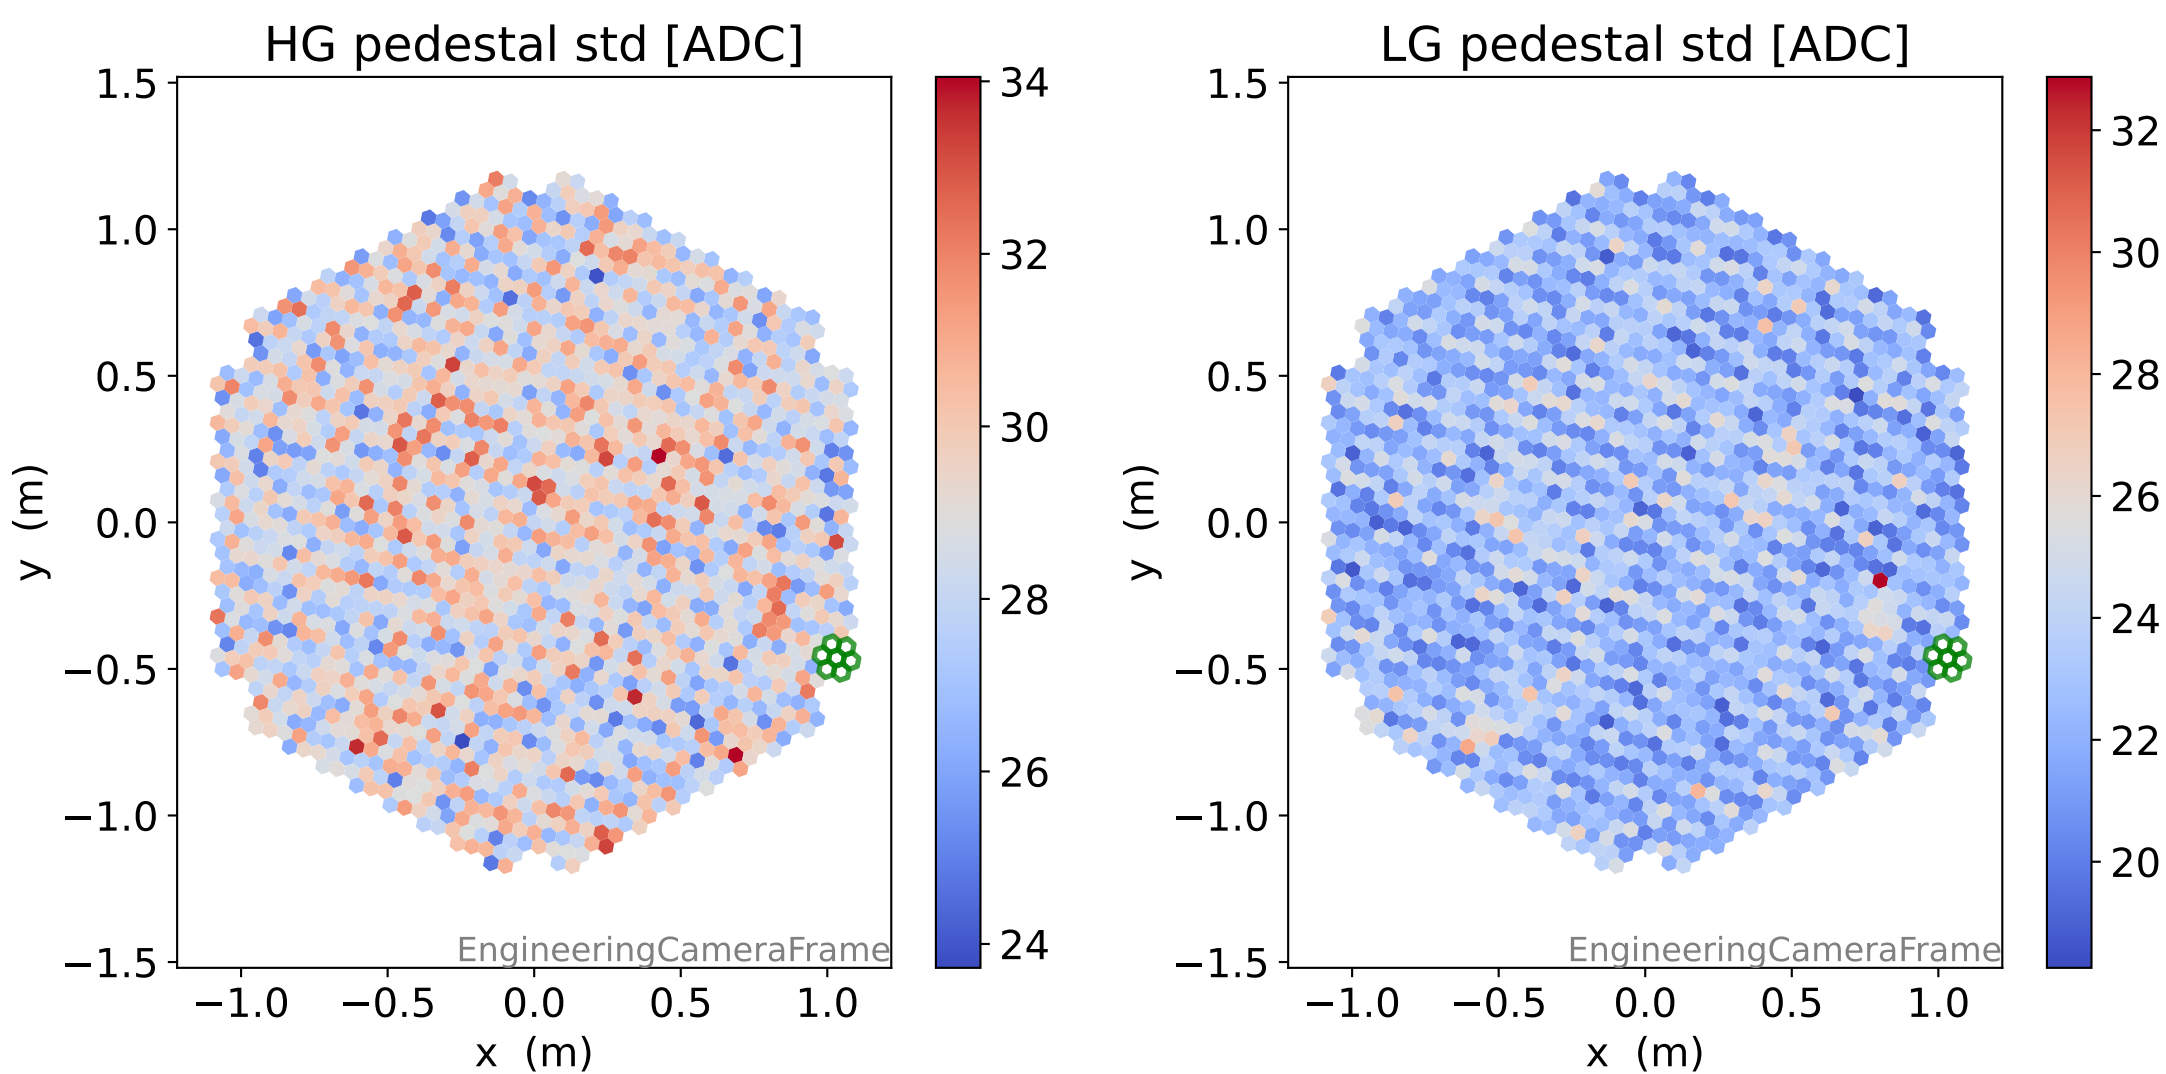 HG pedestal std [ADC]
1.5
1.0
0.5
0.0
−0.5
−1.0
−1.5
y (m)
−1.0 −0.5 0.0 0.5 1.0
x (m)
EngineeringCameraFrame
34
32
30
28
26
24
LG pedestal std [ADC]
1.5
1.0
0.5
0.0
−0.5
−1.0
−1.5
y (m)
−1.0 −0.5 0.0 0.5 1.0
x (m)
EngineeringCameraFrame
32
30
28
26
24
22
20